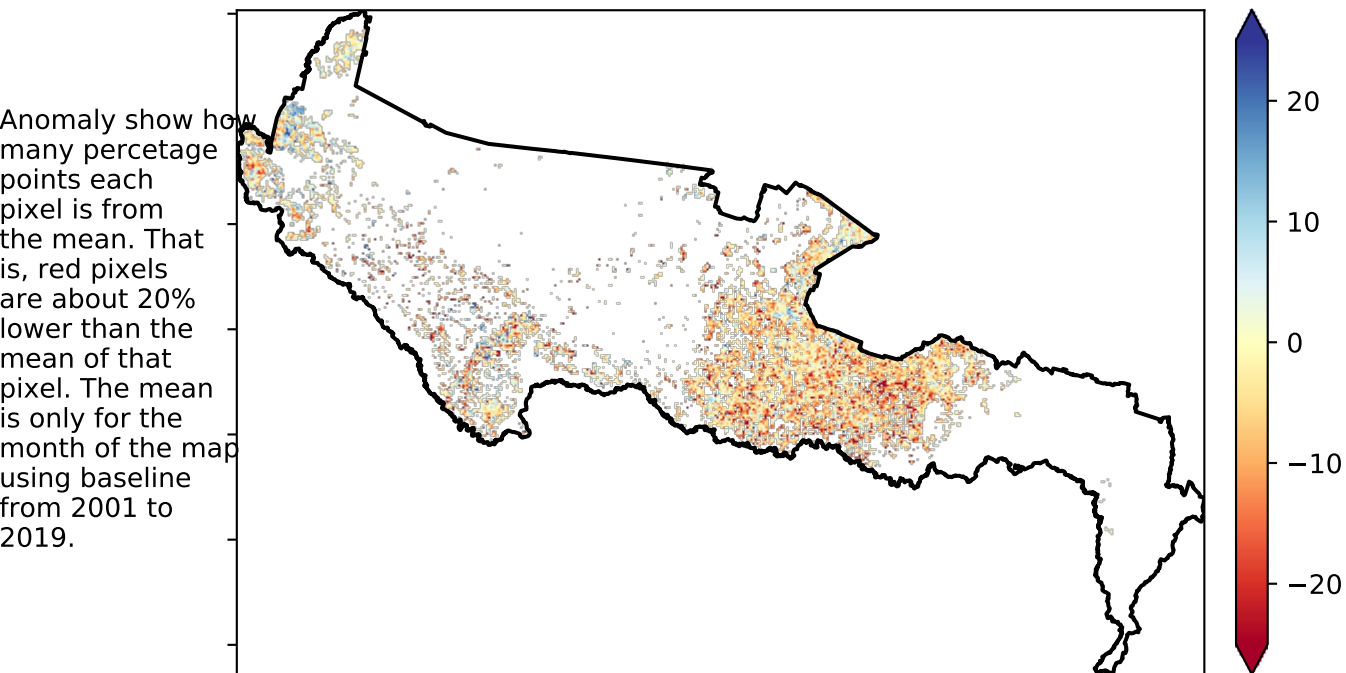 Anomaly show how
many percetage
points each
pixel is from
the mean. That
is, red pixels
are about 20%
lower than the
mean of that
pixel. The mean
is only for the
month of the map
using baseline
from 2001 to
2019.
20
10
0
−10
−20